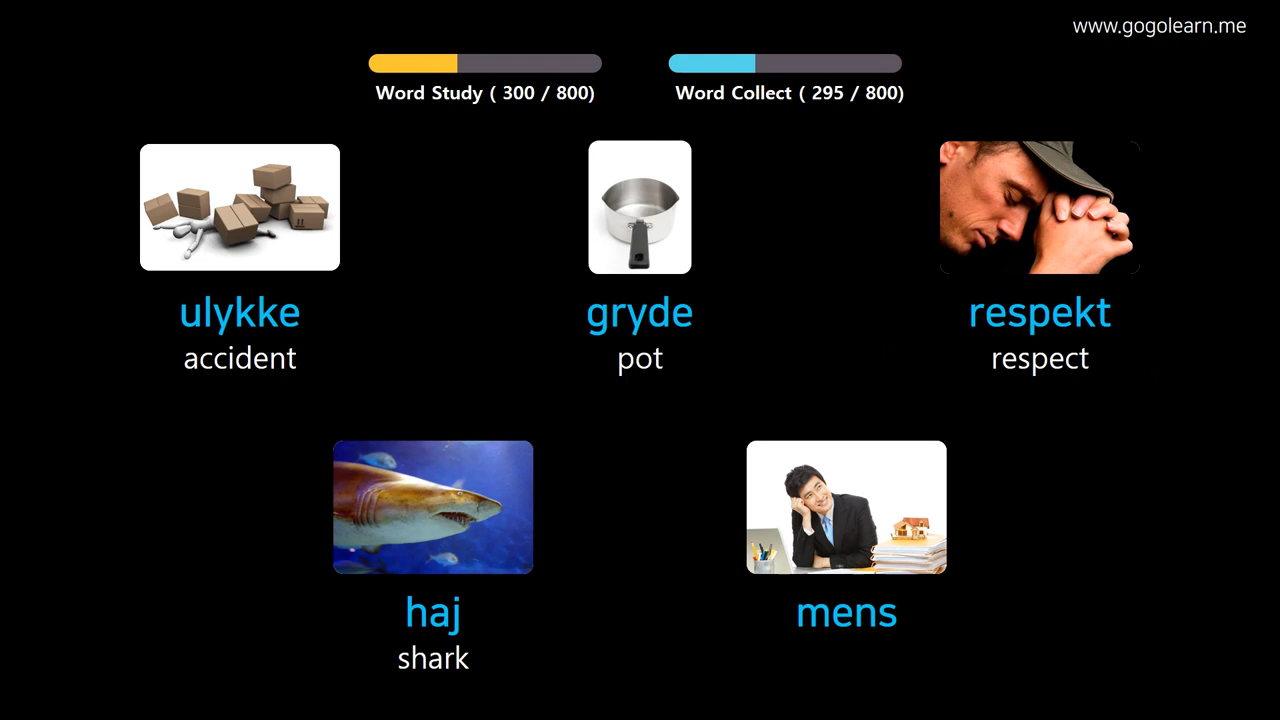 www.gogolearn.me
Word Study ( 300 / 800)
Word Collect ( 295 / 800)
ulykke
accident
gryde
pot
respekt
respect
haj
shark
mens